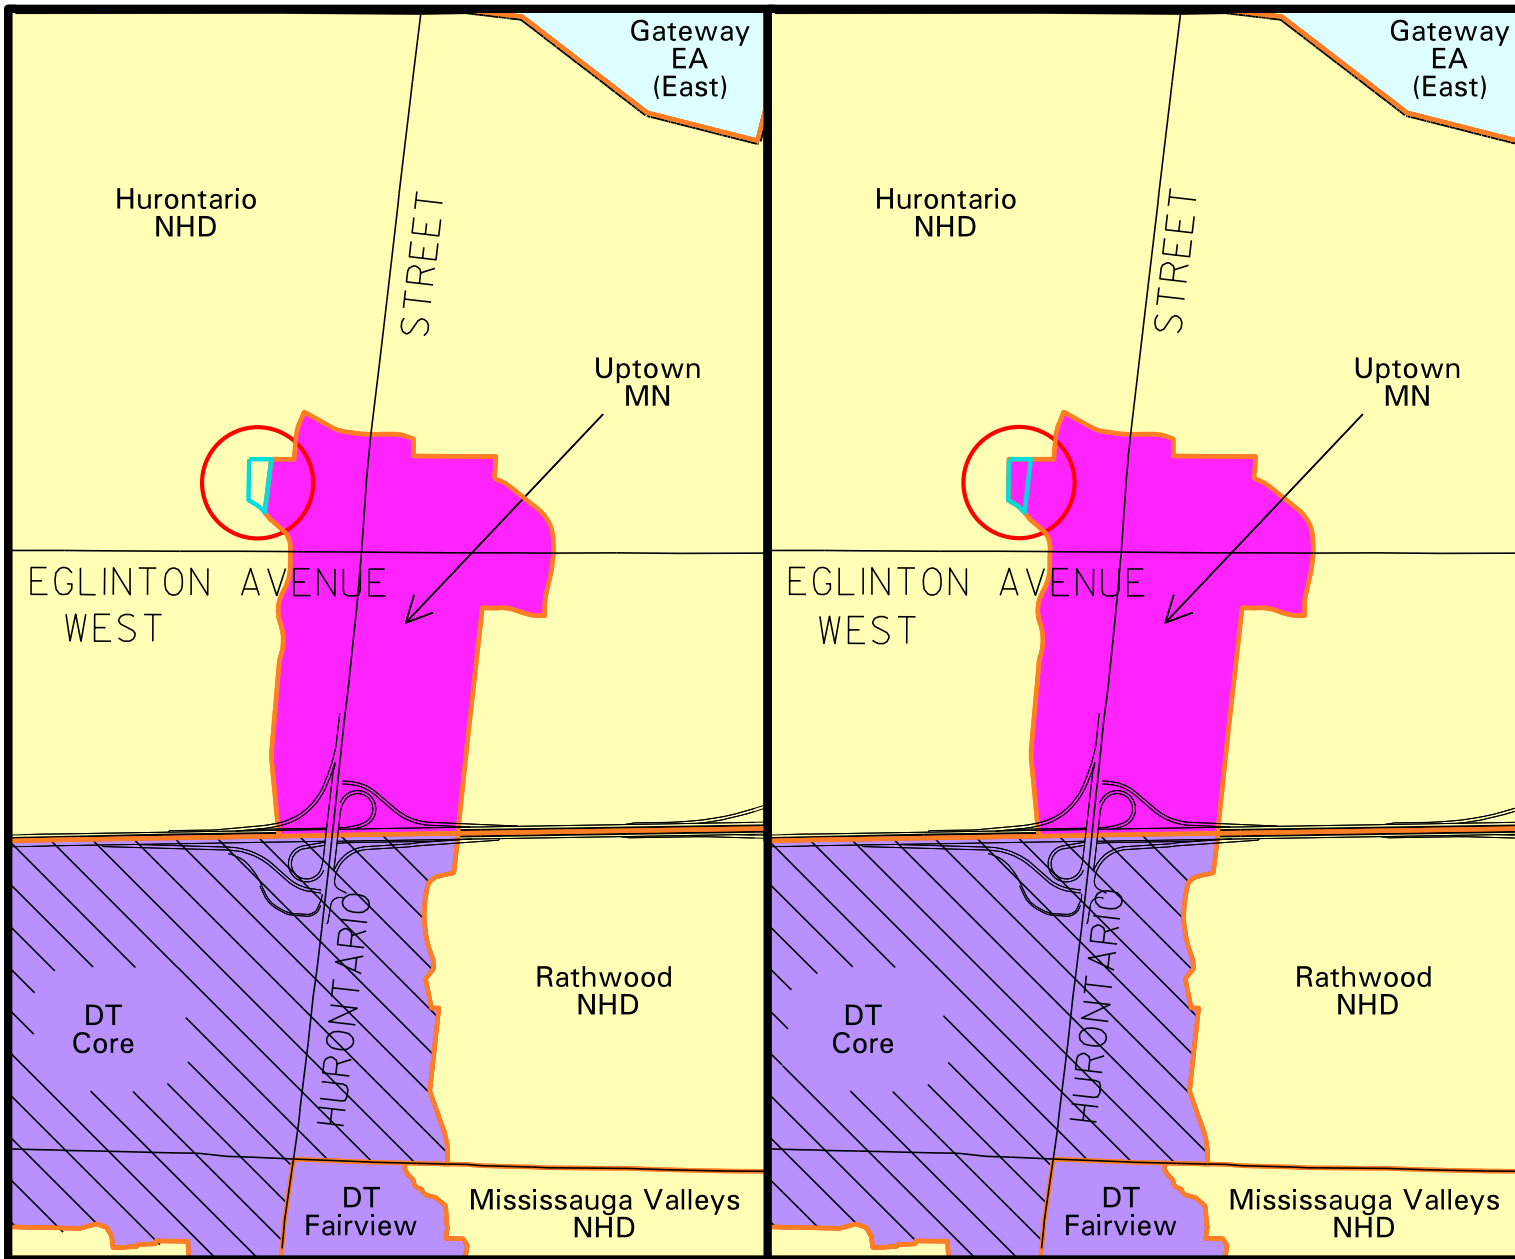 Gateway
EA
(East)
Hurontario
NHD
STREET
Uptown
MN
EGLINTON AVENUE
WEST
HURONTARIO
DT
Core
Rathwood
NHD
DT
Fairview
Mississauga Valleys
NHD
Gateway
EA
(East)
Hurontario
NHD
STREET
Uptown
MN
EGLINTON AVENUE
WEST
HURONTARIO
DT
Core
Rathwood
NHD
DT
Fairview
Mississauga Valleys
NHD